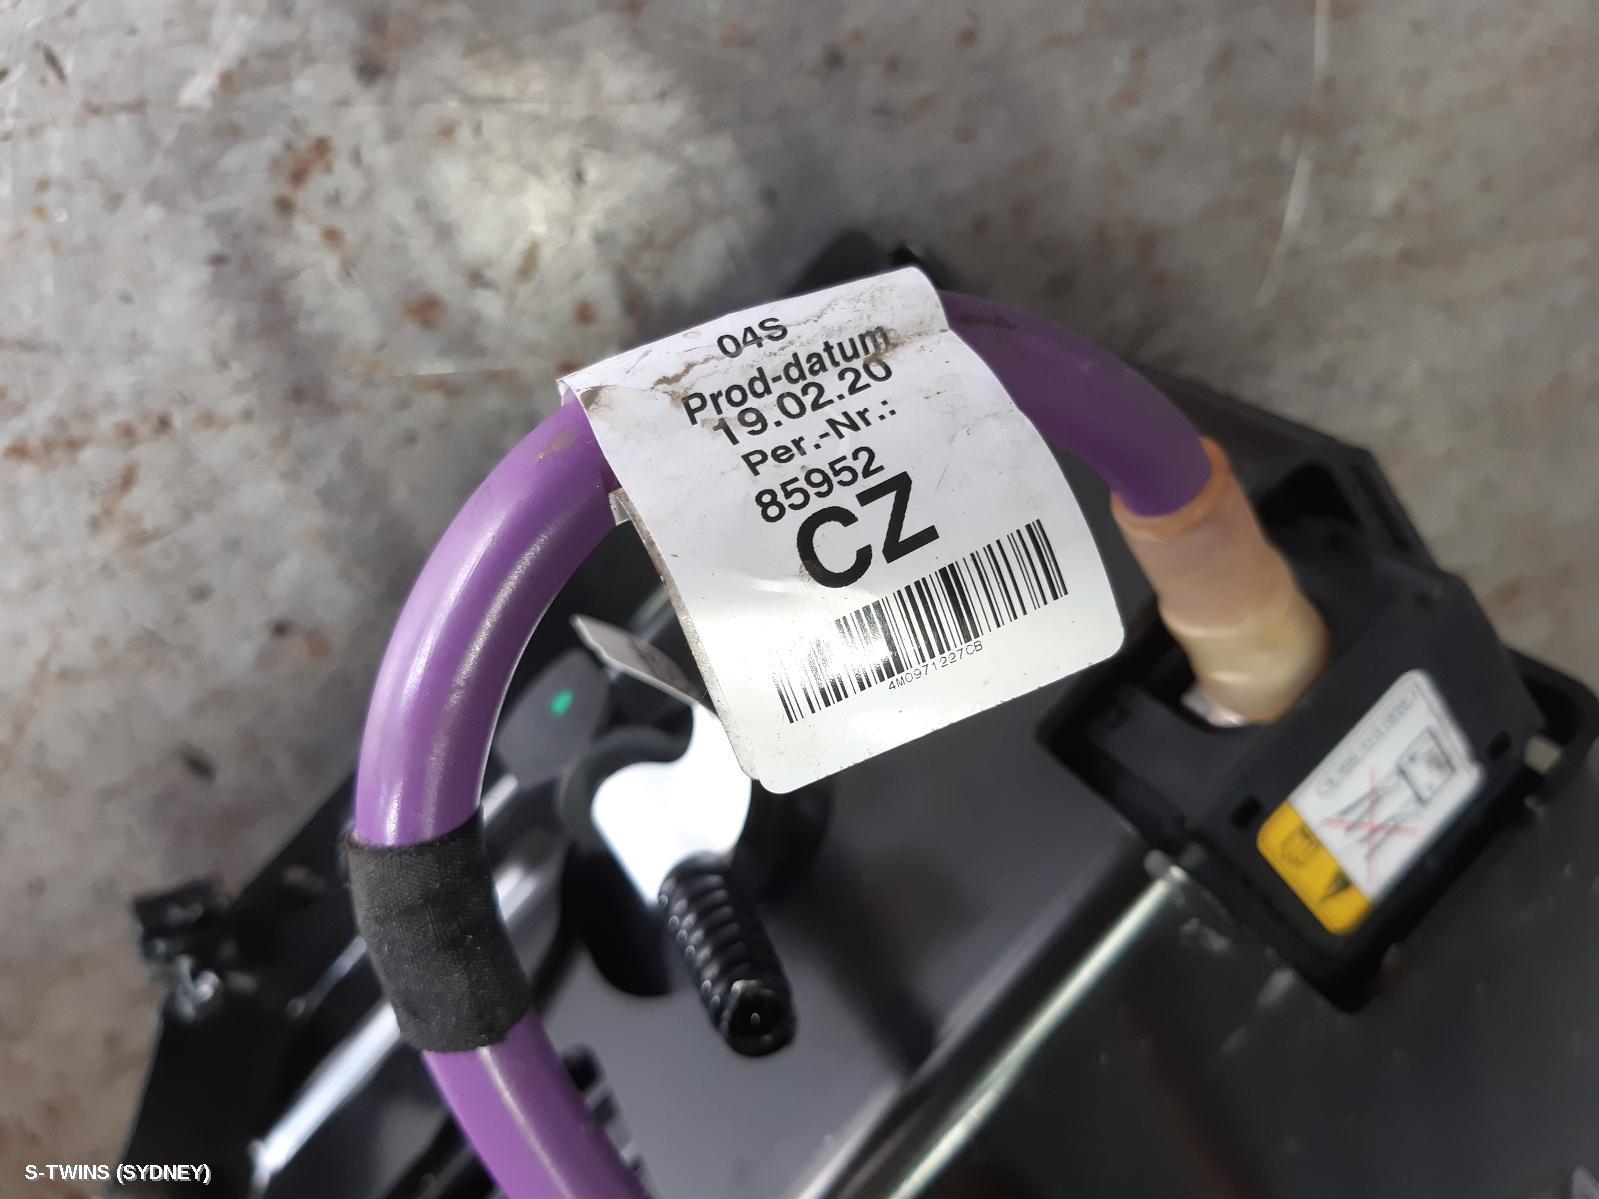 04S
Prod-datum
19.02.20
Per.-Nr.:
85952
CZ
4M0971227CB
S-TWINS (SYDNEY)